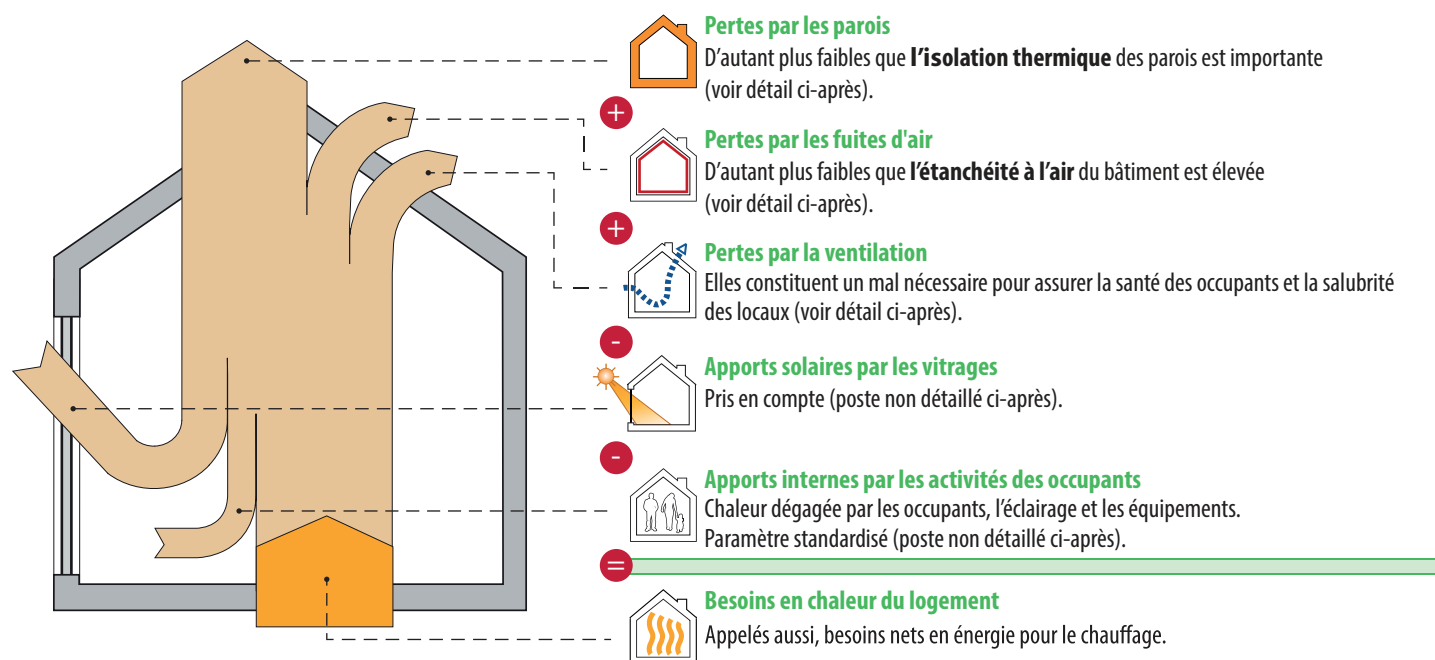 Pertes par les parois
D'autant plus faibles que l'isolation thermique des parois est importante
(voir détail ci-après).
+
Pertes par les fuites d'air
D'autant plus faibles que l'étanchéité à l'air du bâtiment est élevée
(voir détail ci-après).
+
Pertes par la ventilation
Elles constituent un mal nécessaire pour assurer la santé des occupants et la salubrité
des locaux (voir détail ci-après).
-
Apports solaires par les vitrages
Pris en compte (poste non détaillé ci-après).
-
Apports internes par les activités des occupants
Chaleur dégagée par les occupants, l'éclairage et les équipements.
Paramètre standardisé (poste non détaillé ci-après).
=
Besoins en chaleur du logement
Appelés aussi, besoins nets en énergie pour le chauffage.